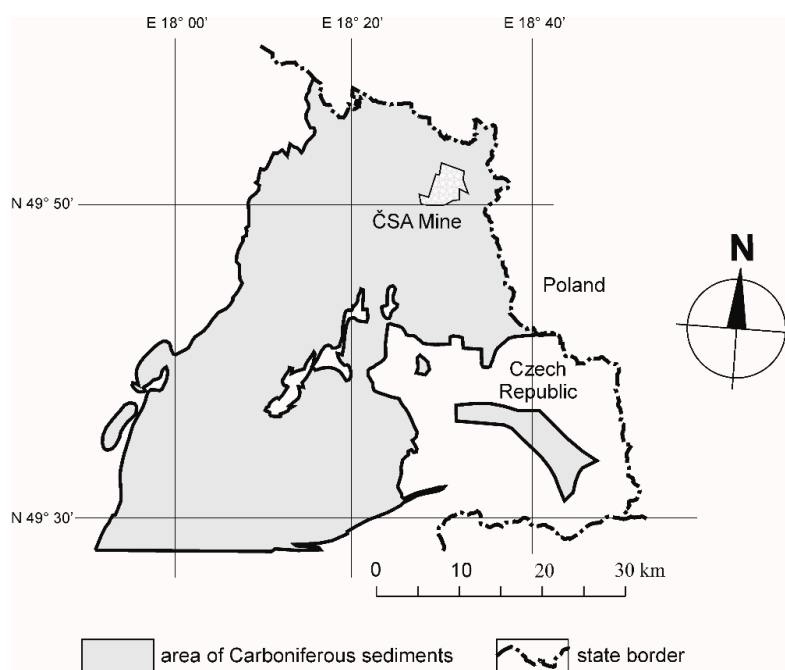 E 18° 00'
E 18° 20'
E 18° 40'
N 49° 50'
ČSA Mine
N
Poland
Czech
Republic
N 49° 30'
0 10 20 30 km
area of Carboniferous sediments
state border